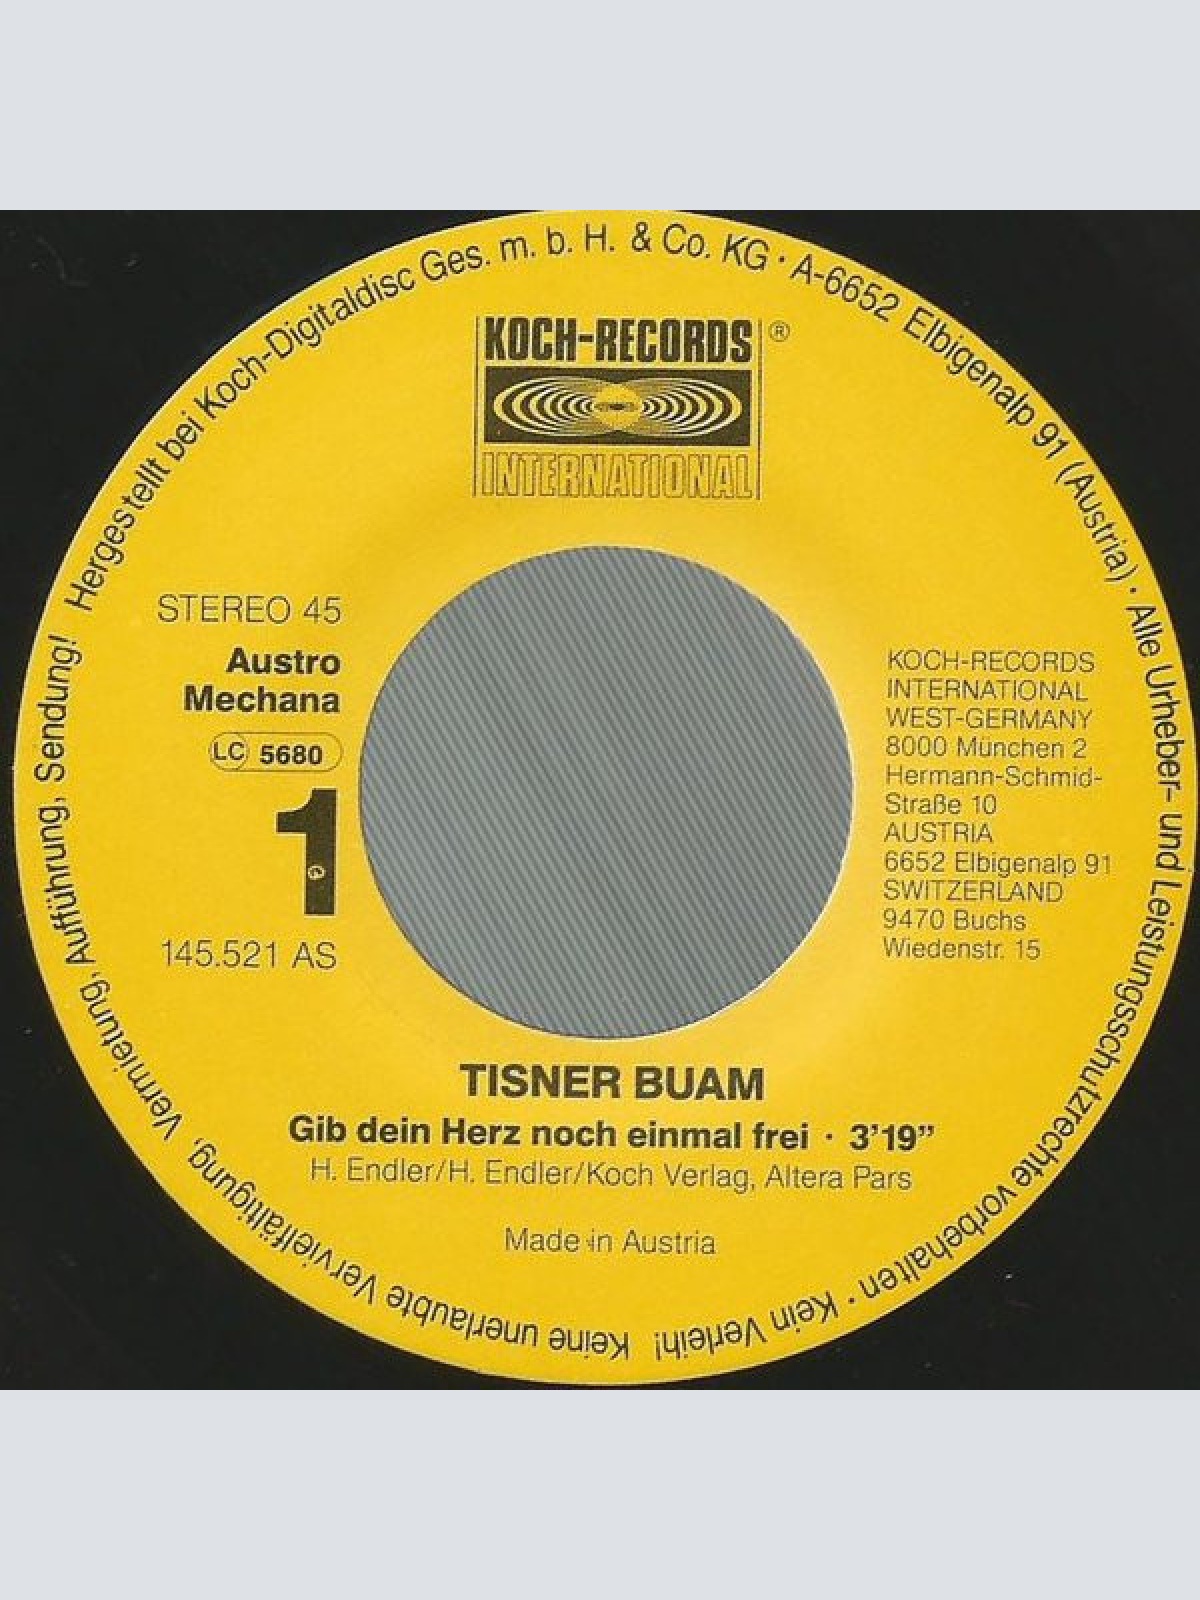 Hergestellt bei Koch-Digitaldisc Ges. m. b. H. & Co. KG · A-6652 Elbigenalp 91 (Austria) · Alle Urheber- und Leistungsschutzrechte vorbehalten · Kein Verleih! Keine unerlaubte Vervielfältigung, Vermietung, Aufführung, Sendung!
KOCH-RECORDS ®
INTERNATIONAL
STEREO 45
Austro
Mechana
LC 5680
1
G
145.521 AS
KOCH-RECORDS
INTERNATIONAL
WEST-GERMANY
8000 München 2
Hermann-Schmid-
Straße 10
AUSTRIA
6652 Elbigenalp 91
SWITZERLAND
9470 Buchs
Wiedenstr. 15
TISNER BUAM
Gib dein Herz noch einmal frei · 3’19”
H. Endler/H. Endler/Koch Verlag, Altera Pars
Made in Austria